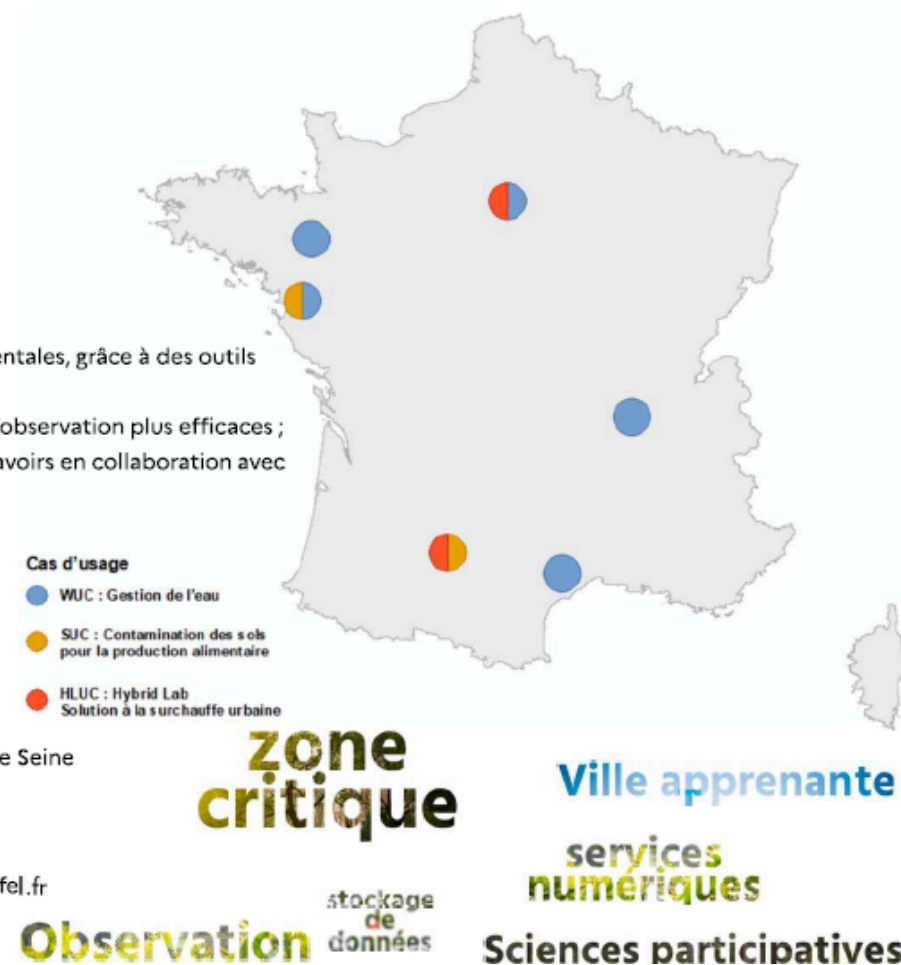 entales, grâce à des outils
observation plus efficaces ;
avoirs en collaboration avec
Cas d'usage
WUC : Gestion de l'eau
SUC : Contamination des sols
pour la production alimentaire
HLUC : Hybrid Lab
Solution à la surchauffe urbaine
e Seine
zone
critique
Ville apprenante
services
numériques
fel.fr
stockage
de
données
Observation
Sciences participatives